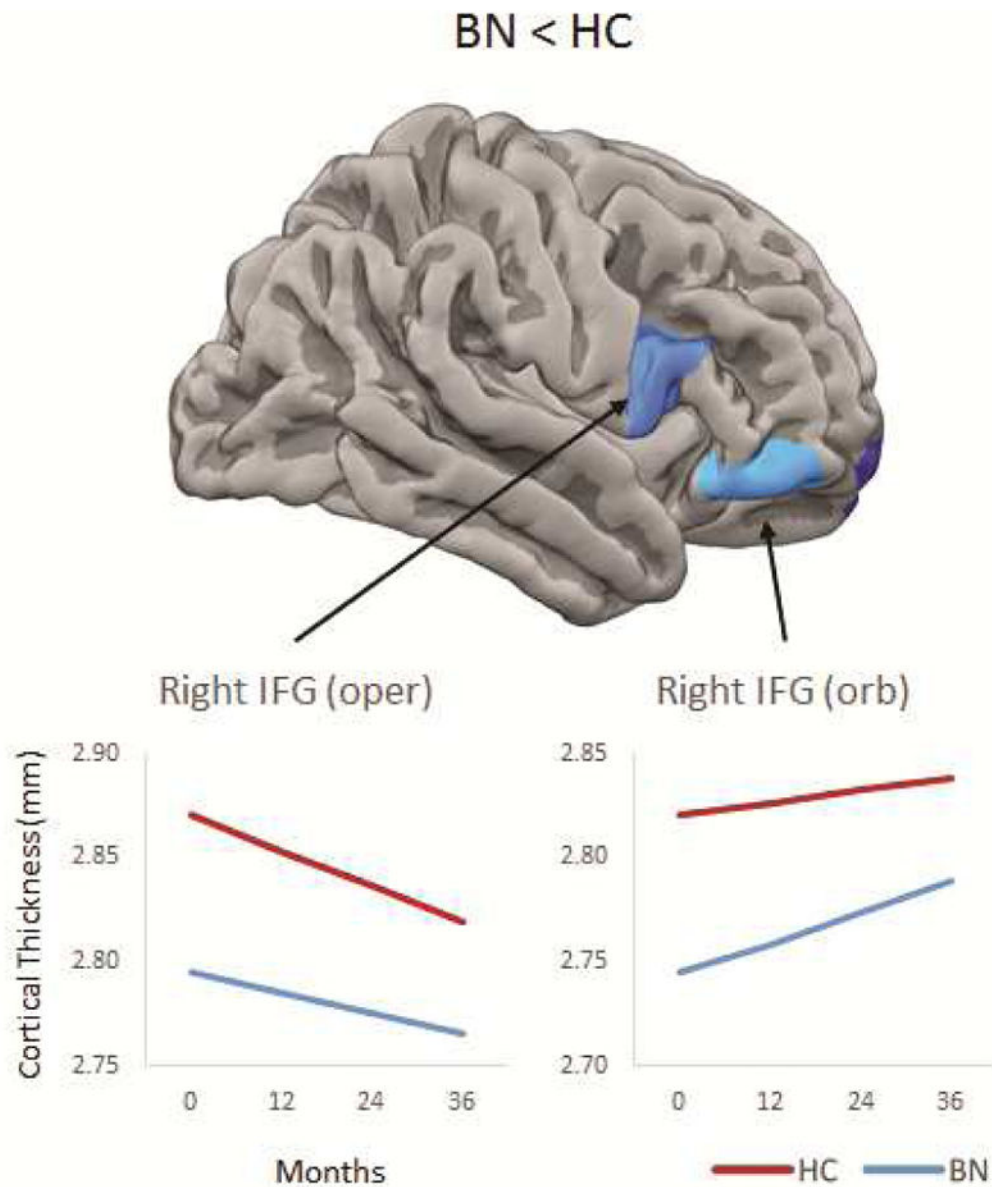 BN < HC
Right IFG (oper)
Right IFG (orb)
Cortical Thickness(mm)
2.90
2.85
2.80
2.75
0 12 24 36
Months
2.85
2.80
2.75
2.70
0 12 24 36
HC BN